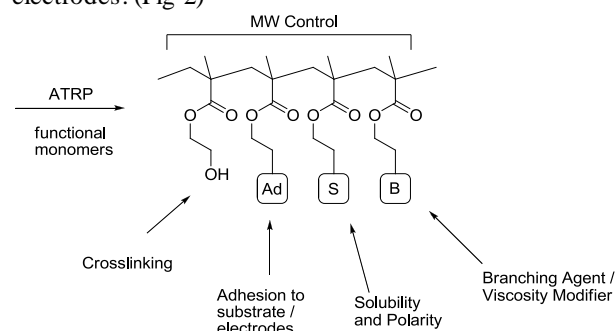 electrodes. (Fig 2)
MW Control
ATRP
functional
monomers
O O O O O O O O
OH
Ad S B
Crosslinking
Adhesion to
substrate /
electrodes
Solubility
and Polarity
Branching Agent /
Viscosity Modifier